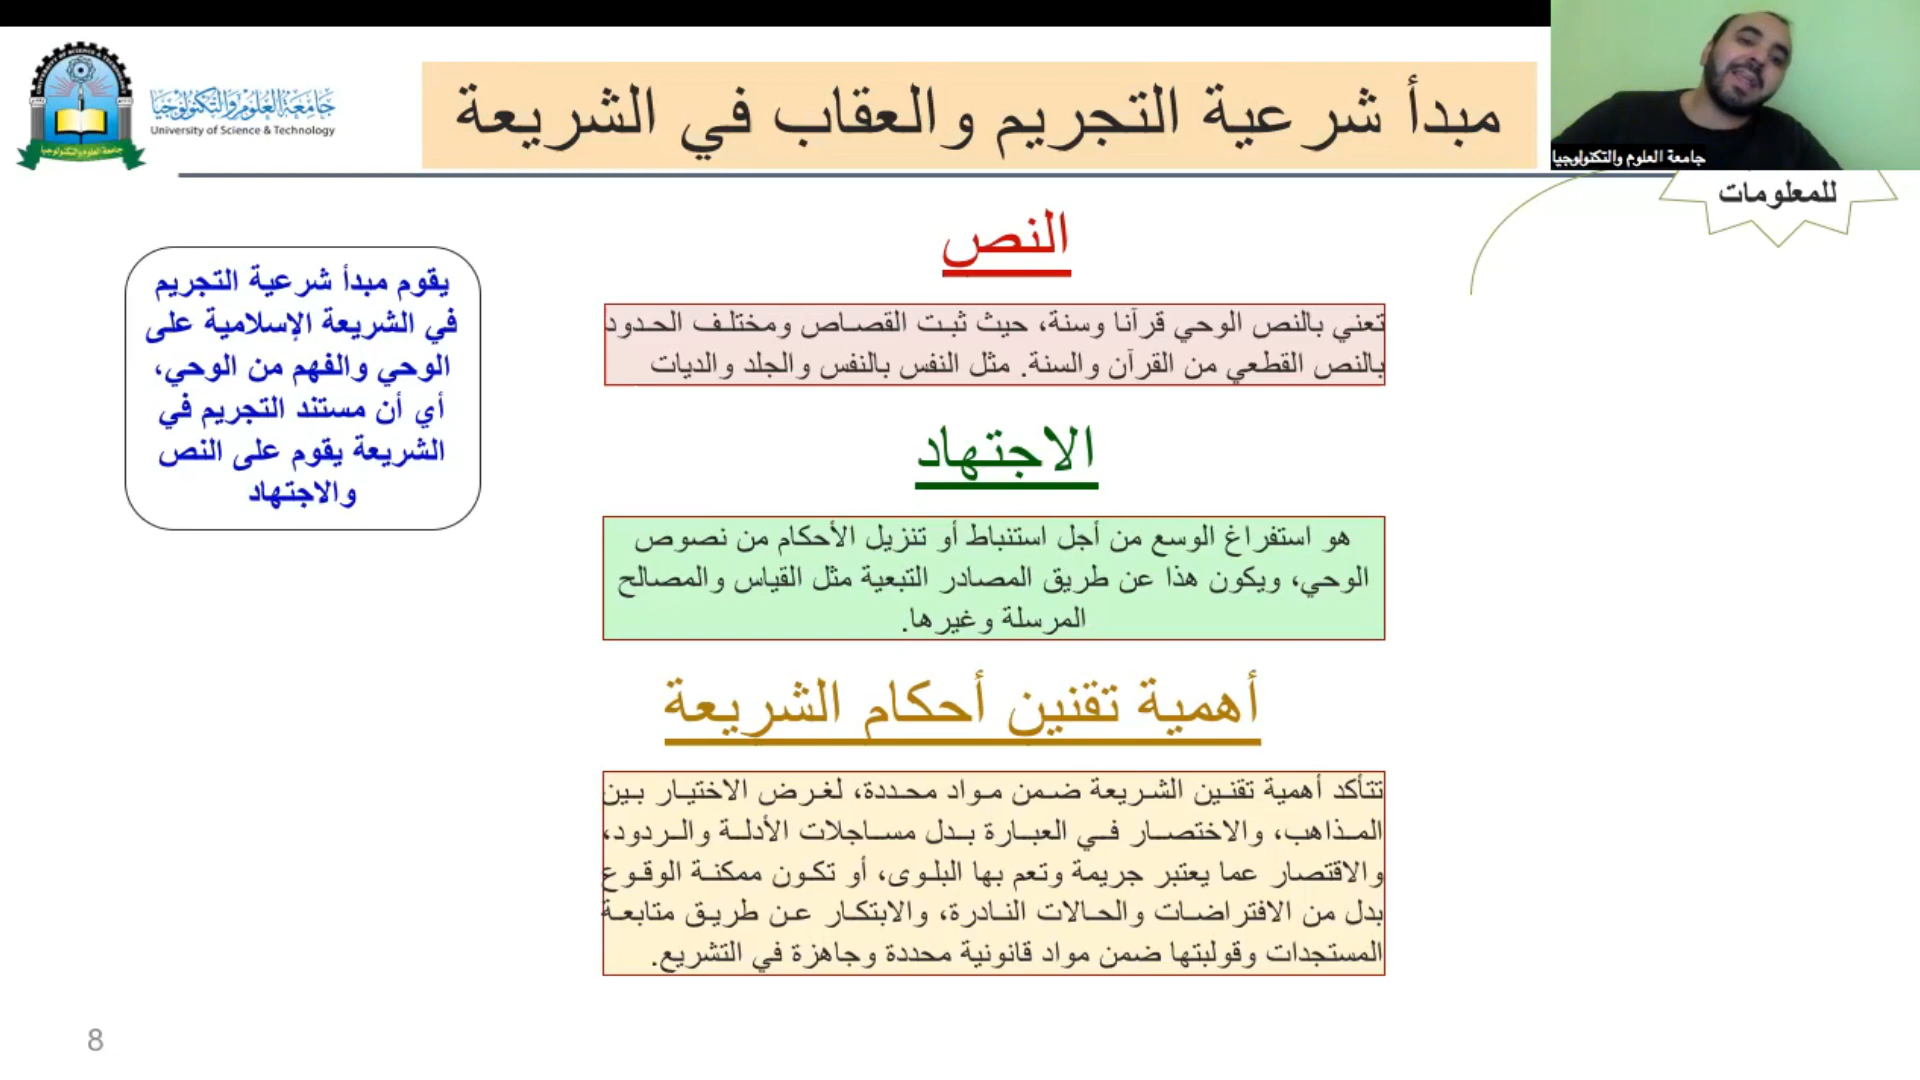 جامعة العلوم والتكنولوجيا
University of Science & Technology
UNIVERSITY OF SCIENCE & TECHNOLOGY
جامعة العلوم والتكنولوجيا
مبدأ شرعية التجريم والعقاب في الشريعة
جامعة العلوم والتكنولوجيا
للمعلومات
النص
تعني بالنص الوحي قرآنا وسنة، حيث ثبت القصاص ومختلف الحدود
بالنص القطعي من القرآن والسنة. مثل النفس بالنفس والجلد والديات
يقوم مبدأ شرعية التجريم
في الشريعة الإسلامية على
الوحي والفهم من الوحي،
أي أن مستند التجريم في
الشريعة يقوم على النص
والاجتهاد
الاجتهاد
هو استفراغ الوسع من أجل استنباط أو تنزيل الأحكام من نصوص
الوحي، ويكون هذا عن طريق المصادر التبعية مثل القياس والمصالح
المرسلة وغيرها.
أهمية تقنين أحكام الشريعة
تتأكد أهمية تقنين الشريعة ضمن مواد محددة، لغرض الاختيار بين
المذاهب، والاختصار في العبارة بدل مساجلات الأدلة والردود،
والاقتصار عما يعتبر جريمة وتعم بها البلوى، أو تكون ممكنة الوقوع
بدل من الافتراضات والحالات النادرة، والابتكار عن طريق متابعة
المستجدات وقولبتها ضمن مواد قانونية محددة وجاهزة في التشريع.
8